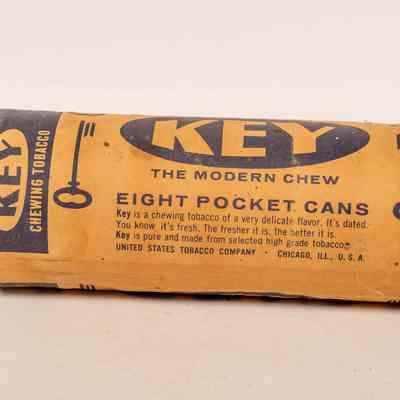 KEY
CHEWING TOBACCO
KEY
THE MODERN CHEW
EIGHT POCKET CANS
Key is a chewing tobacco of a very delicate flavor. It's dated.
You know it's fresh. The fresher it is, the better it is.
Key is pure and made from selected high grade tobaccos.
UNITED STATES TOBACCO COMPANY · CHICAGO, ILL., U. S. A.